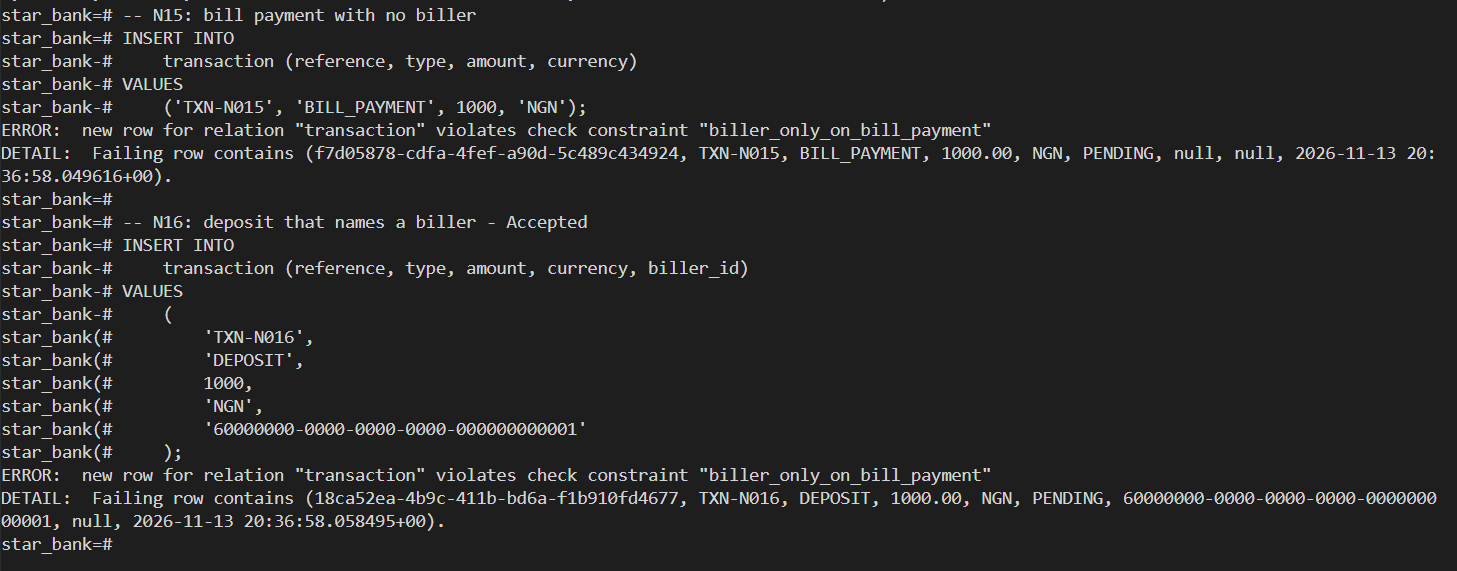 star_bank=# -- N15: bill payment with no biller
star_bank=# INSERT INTO
star_bank-#     transaction (reference, type, amount, currency)
star_bank-# VALUES
star_bank-#     ('TXN-N015', 'BILL_PAYMENT', 1000, 'NGN');
ERROR:  new row for relation "transaction" violates check constraint "biller_only_on_bill_payment"
DETAIL:  Failing row contains (f7d05878-cdfa-4fef-a90d-5c489c434924, TXN-N015, BILL_PAYMENT, 1000.00, NGN, PENDING, null, null, 2026-11-13 20:
36:58.049616+00).
star_bank=#
star_bank=# -- N16: deposit that names a biller - Accepted
star_bank=# INSERT INTO
star_bank-#     transaction (reference, type, amount, currency, biller_id)
star_bank-# VALUES
star_bank-#     (
star_bank(#         'TXN-N016',
star_bank(#         'DEPOSIT',
star_bank(#         1000,
star_bank(#         'NGN',
star_bank(#         '60000000-0000-0000-0000-000000000001'
star_bank(#     );
ERROR:  new row for relation "transaction" violates check constraint "biller_only_on_bill_payment"
DETAIL:  Failing row contains (18ca52ea-4b9c-411b-bd6a-f1b910fd4677, TXN-N016, DEPOSIT, 1000.00, NGN, PENDING, 60000000-0000-0000-0000-0000000
00001, null, 2026-11-13 20:36:58.058495+00).
star_bank=#